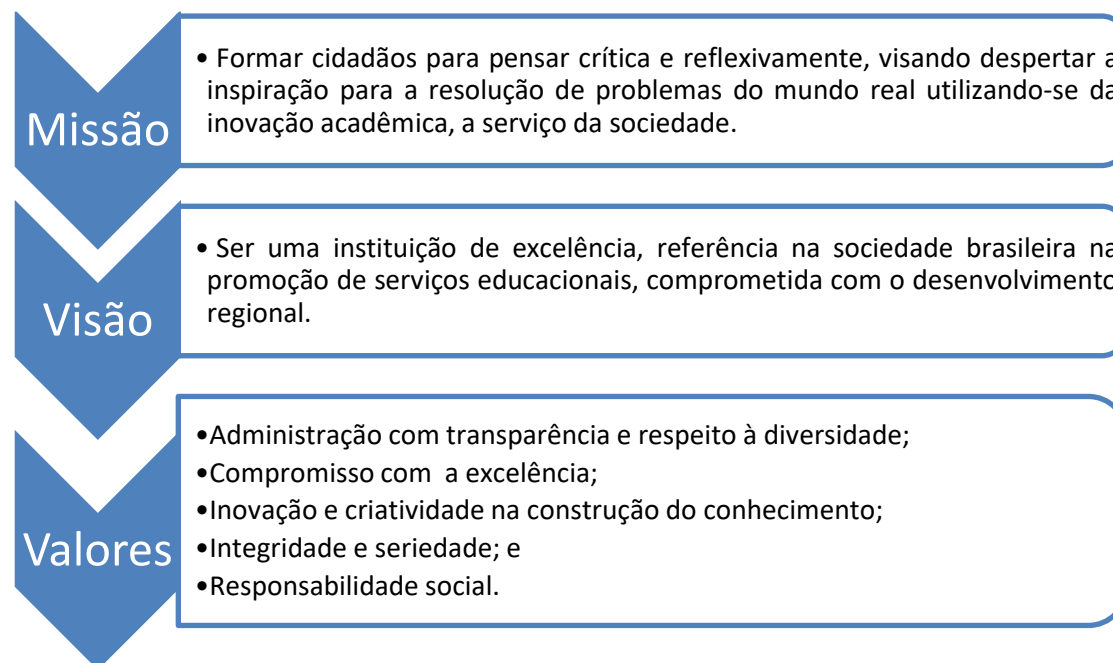 Missão
• Formar cidadãos para pensar crítica e reflexivamente, visando despertar a
inspiração para a resolução de problemas do mundo real utilizando-se da
inovação acadêmica, a serviço da sociedade.
Visão
• Ser uma instituição de excelência, referência na sociedade brasileira na
promoção de serviços educacionais, comprometida com o desenvolvimento
regional.
Valores
•Administração com transparência e respeito à diversidade;
•Compromisso com  a excelência;
•Inovação e criatividade na construção do conhecimento;
•Integridade e seriedade; e
•Responsabilidade social.